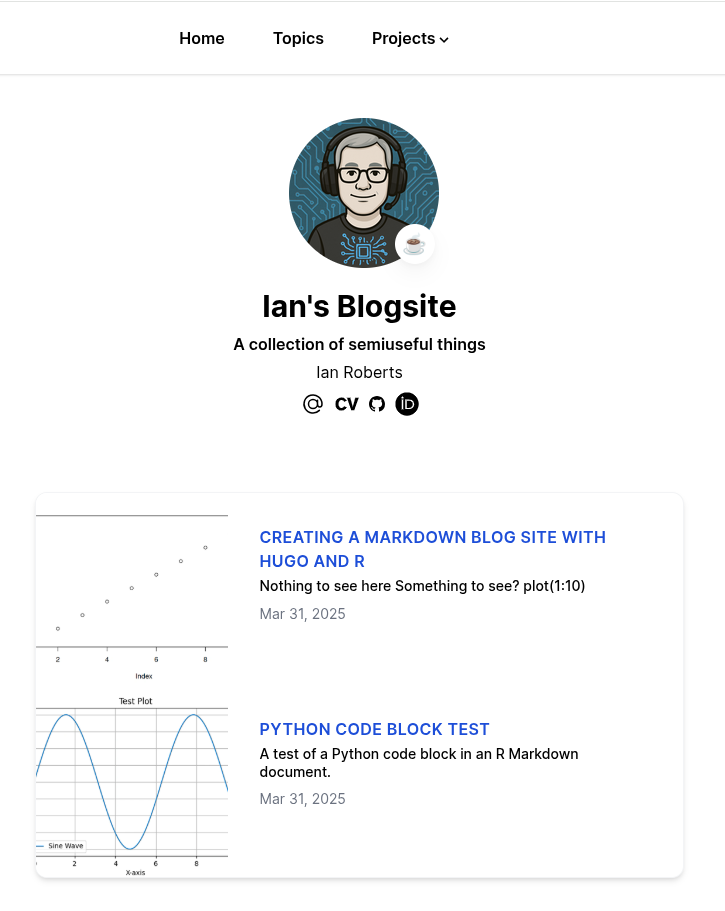 Home Topics Projects
Ian's Blogsite
A collection of semiuseful things
Ian Roberts
CV iD
CREATING A MARKDOWN BLOG SITE WITH
HUGO AND R
Nothing to see here Something to see? plot(1:10)
Mar 31, 2025
2 4 6 8
Index
Test Plot
PYTHON CODE BLOCK TEST
A test of a Python code block in an R Markdown
document.
Mar 31, 2025
Sine Wave
2 4 6 8
X-axis